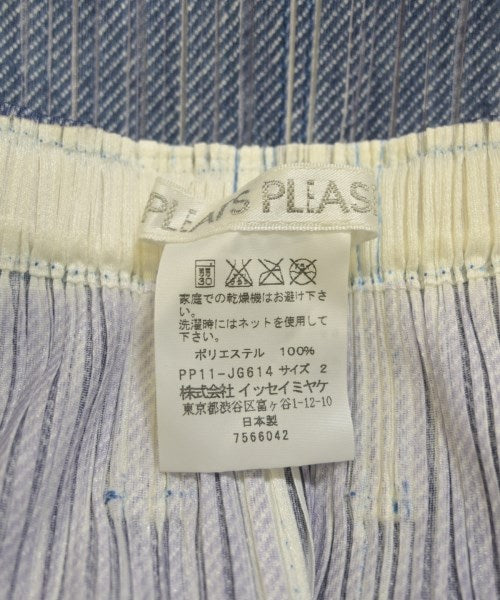 PLEATS PLEASE
家庭での乾燥機はお避け下さ
い。
洗濯時にはネットを使用して
下さい。
ポリエステル 100%
PP11-JG614 サイズ 2
株式会社 イッセイミヤケ
東京都渋谷区富ヶ谷1-12-10
日本製
7566042